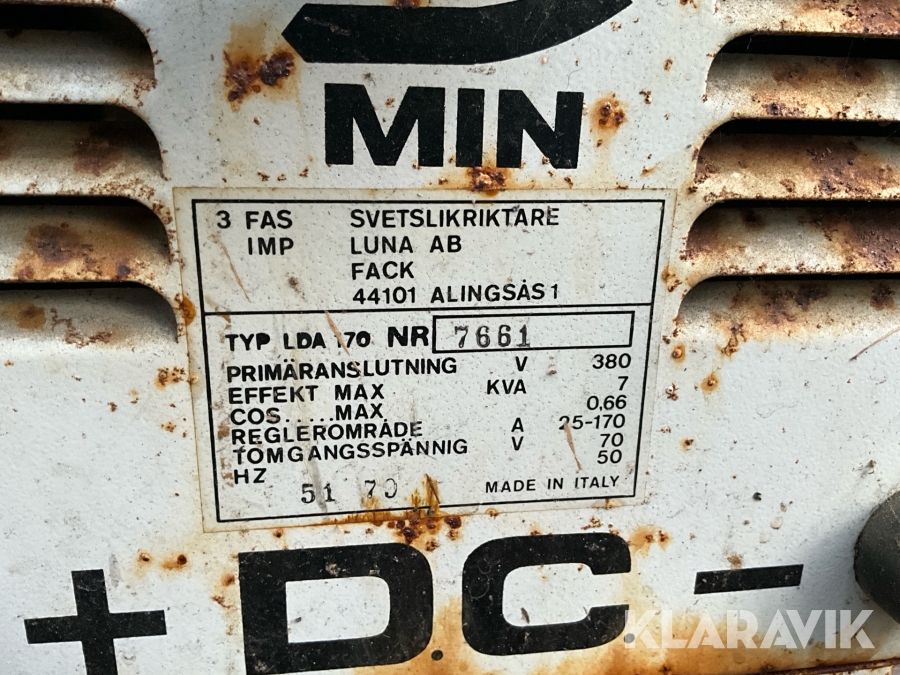 MIN
3 FAS SVETSLIKRIKTARE
IMP LUNA AB
FACK
44101 ALINGSÅS 1
TYP LDA 170 NR 7661
PRIMÄRANSLUTNING V 380
EFFEKT MAX KVA 7
COS.....MAX 0,66
REGLEROMRÅDE A 25-170
TOMGANGSSPÄNNIG V 70
HZ 50
51 70
MADE IN ITALY
+ D.C. -
KLARAVIK